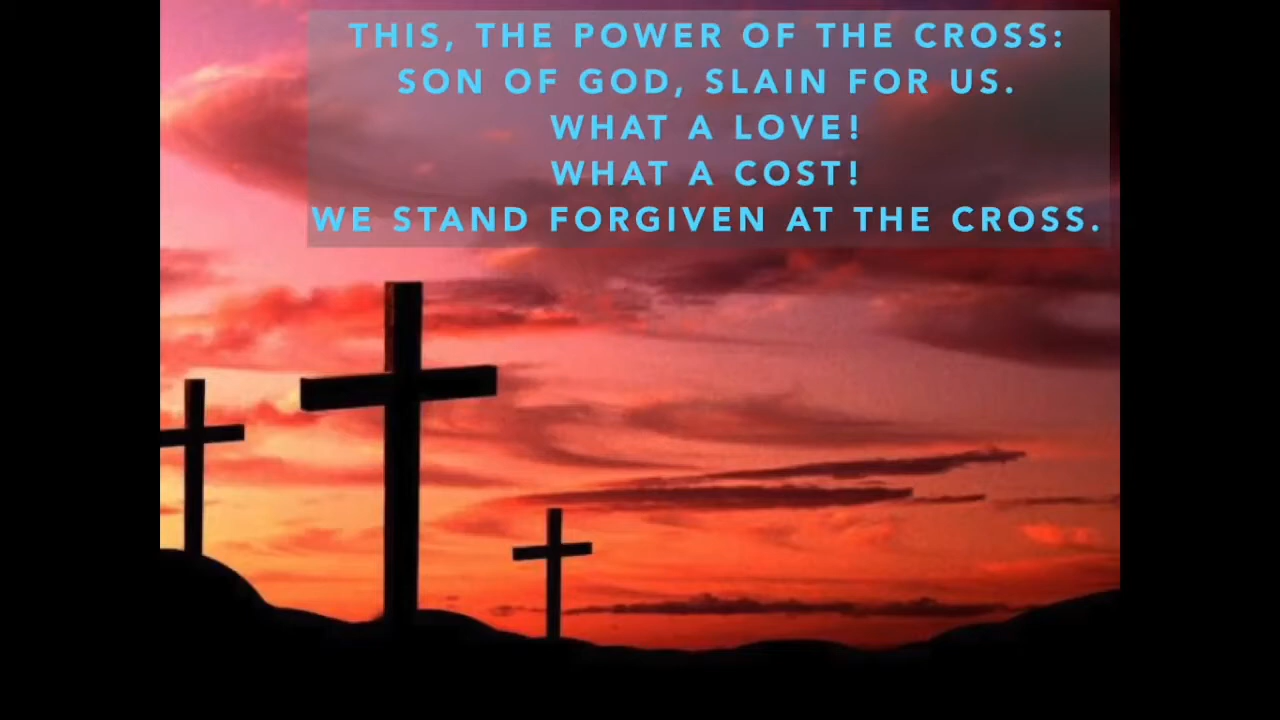 THIS, THE POWER OF THE CROSS:
SON OF GOD, SLAIN FOR US.
WHAT A LOVE!
WHAT A COST!
WE STAND FORGIVEN AT THE CROSS.